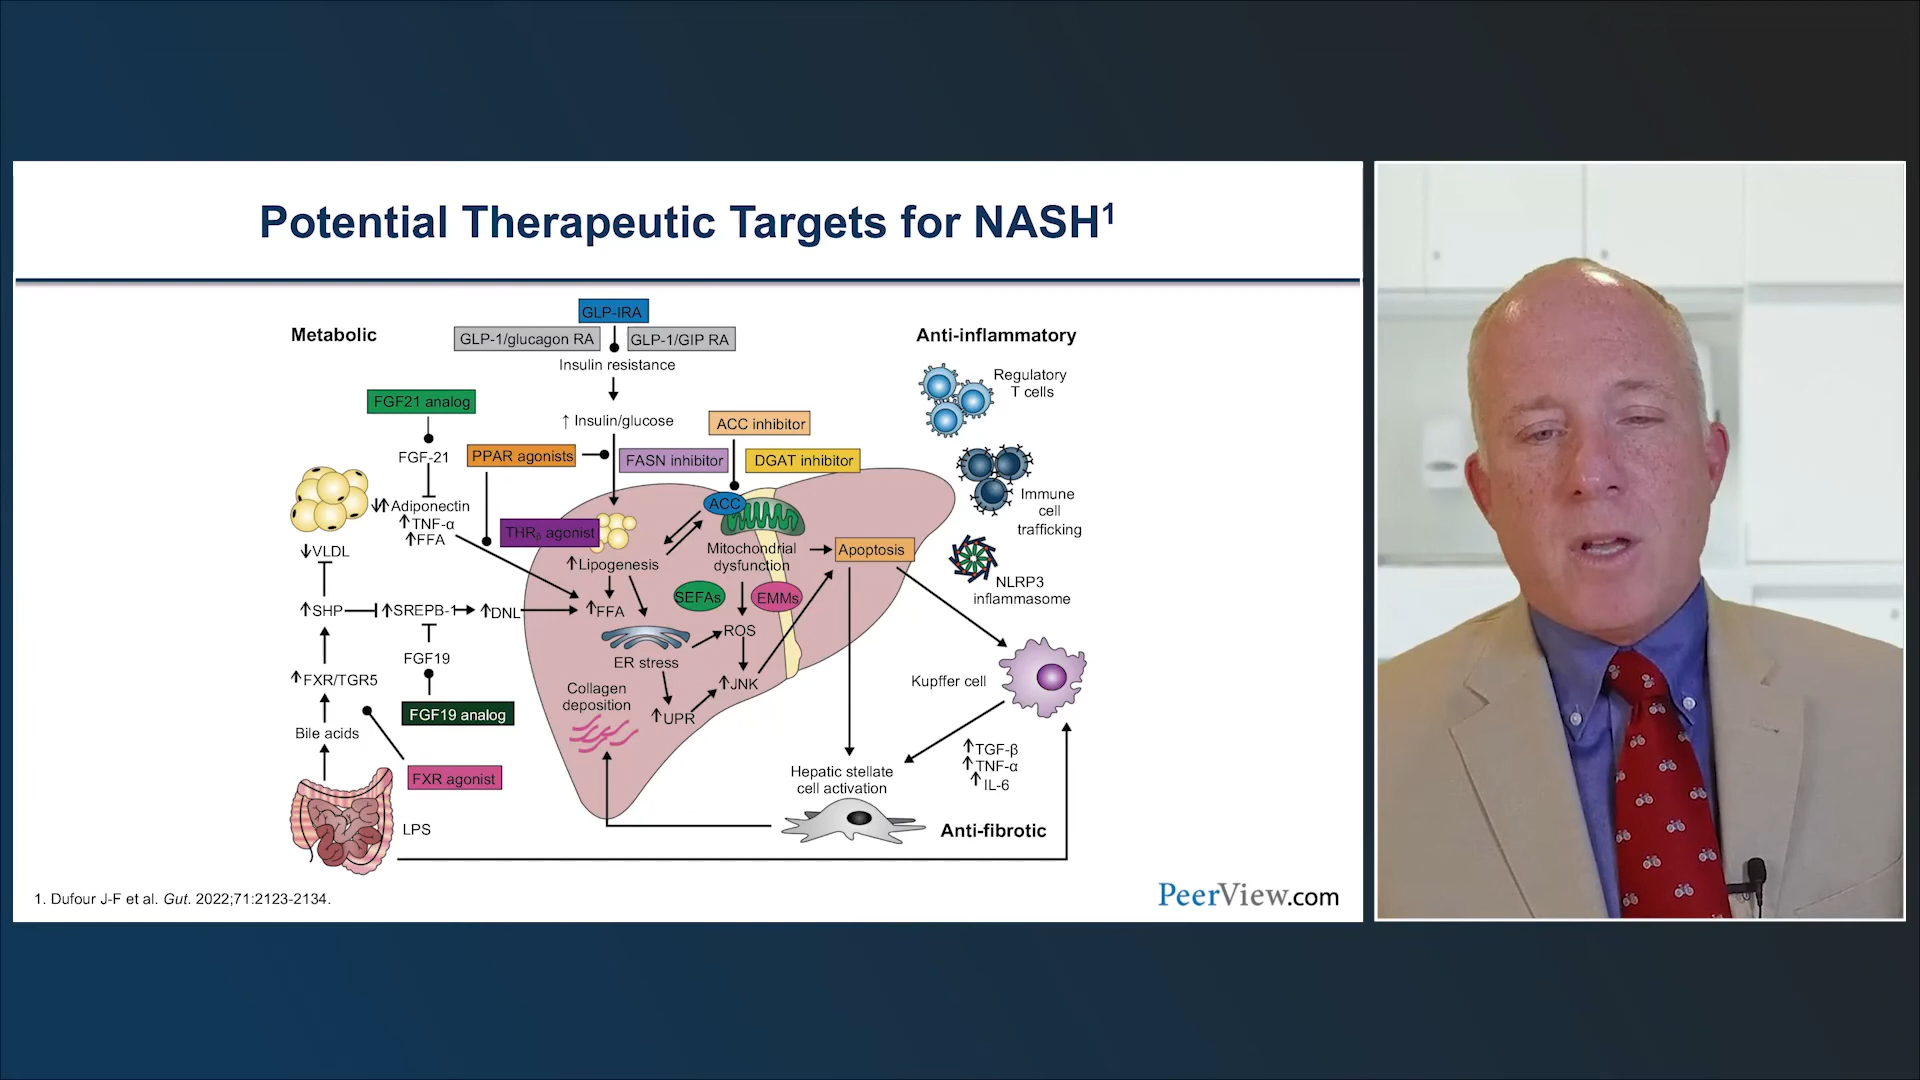 Potential Therapeutic Targets for NASH1
Metabolic
GLP-IRA
GLP-1/glucagon RA
GLP-1/GIP RA
Insulin resistance
↑ Insulin/glucose
Anti-inflammatory
Regulatory
T cells
FGF21 analog
FGF-21
PPAR agonists
ACC inhibitor
FASN inhibitor
DGAT inhibitor
↓↑Adiponectin
↑TNF-α
↑FFA
THRβ agonist
ACC
Immune
cell
trafficking
↓VLDL
↑Lipogenesis
Mitochondrial
dysfunction
Apoptosis
NLRP3
inflammasome
↑SHP
↑SREPB-1
↑DNL
↑FFA
SEFAs
EMMs
ROS
FGF19
ER stress
↑JNK
↑FXR/TGR5
Collagen
deposition
↑UPR
Kupffer cell
FGF19 analog
Bile acids
FXR agonist
↑TGF-β
↑TNF-α
↑IL-6
Hepatic stellate
cell activation
LPS
Anti-fibrotic
1. Dufour J-F et al. Gut. 2022;71:2123-2134.
PeerView.com